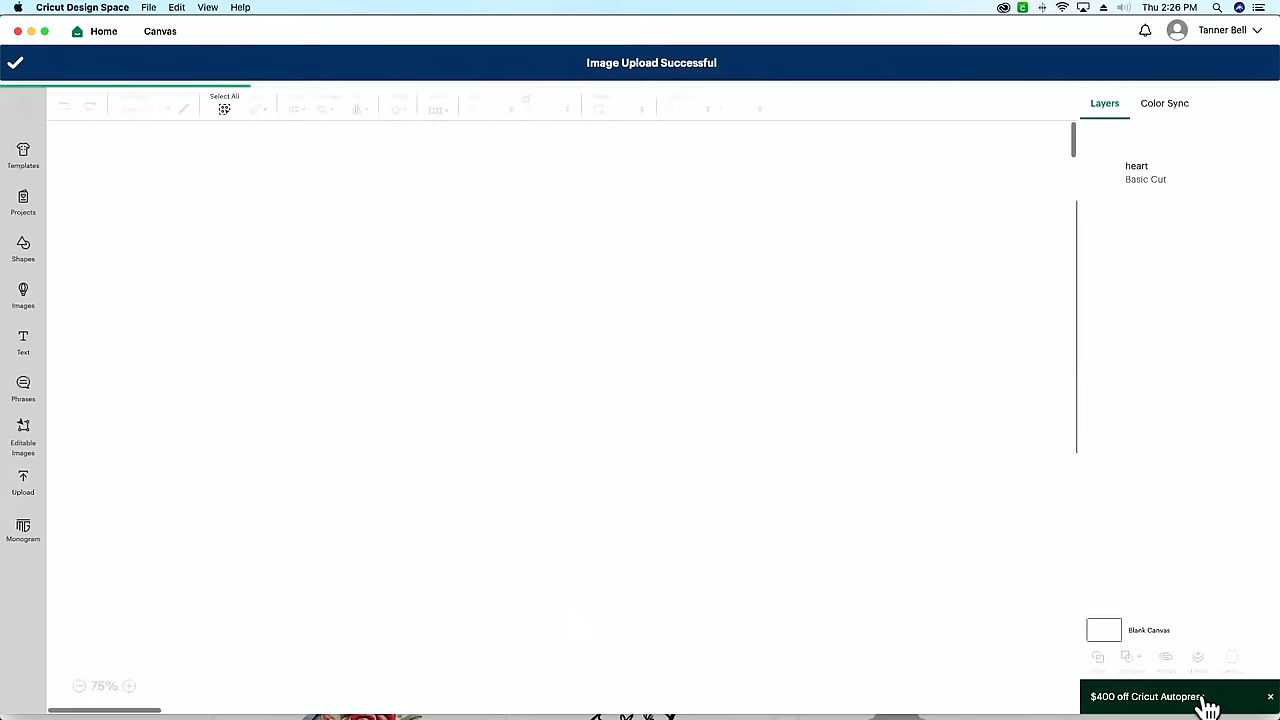 Cricut Design Space File Edit View Help Thu 2:26 PM
Home Canvas Tanner Bell
Image Upload Successful
Select All
Layers Color Sync
Templates
heart
Basic Cut
Projects
Shapes
Images
Text
Phrases
Editable
Images
Upload
Monogram
Blank Canvas
75%
$400 off Cricut Autopress